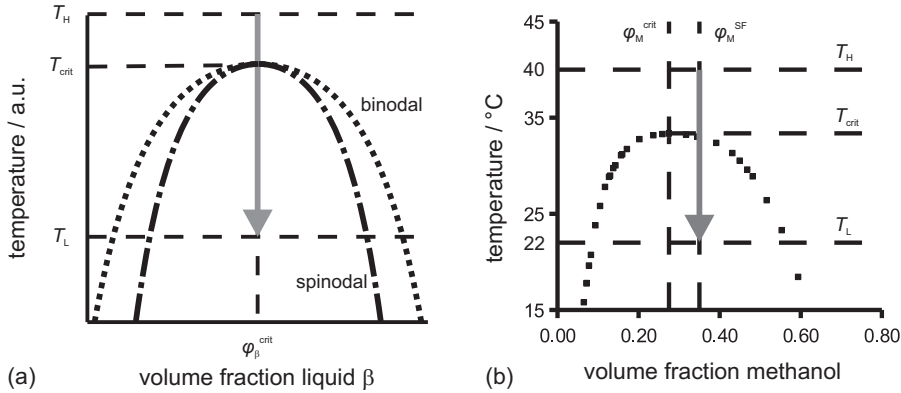 T_H
T_crit
binodal
T_L
spinodal
φ_β^crit
temperature / a.u.
(a) volume fraction liquid β
φ_M^crit φ_M^SF
45
40
35
25
22
15
T_H
T_crit
T_L
0.00 0.20 0.40 0.60 0.80
temperature / °C
(b) volume fraction methanol